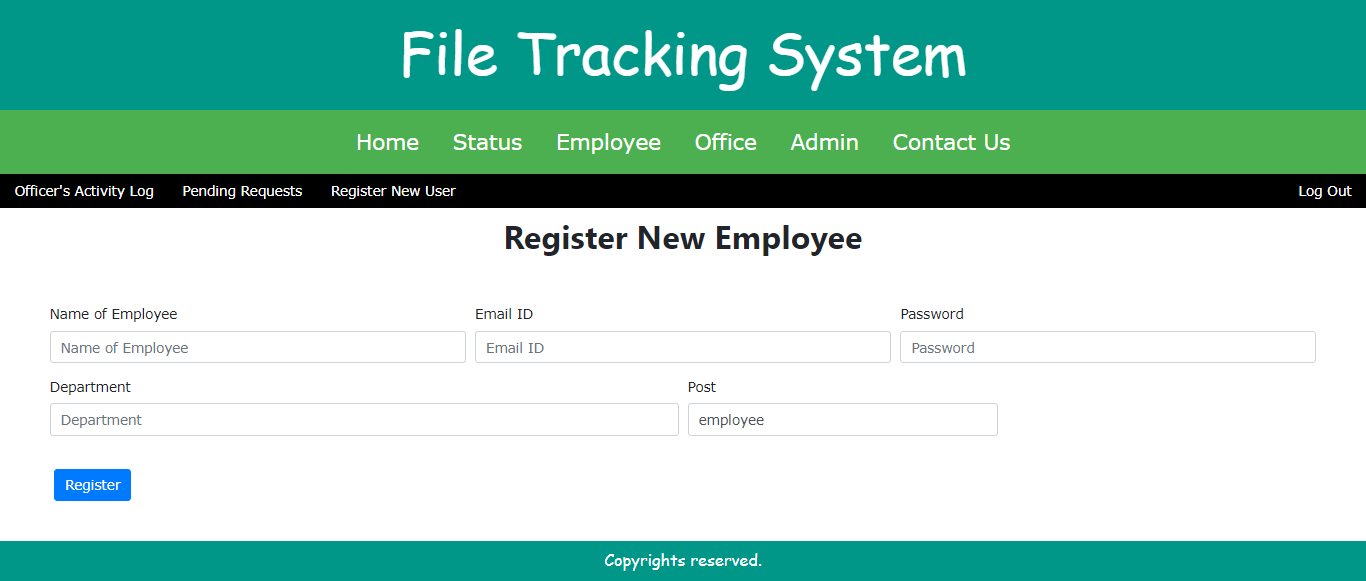 File Tracking System
Home Status Employee Office Admin Contact Us
Officer's Activity Log Pending Requests Register New User Log Out
Register New Employee
Name of Employee Email ID Password
Name of Employee Email ID Password
Department Post
Department employee
Register
Copyrights reserved.